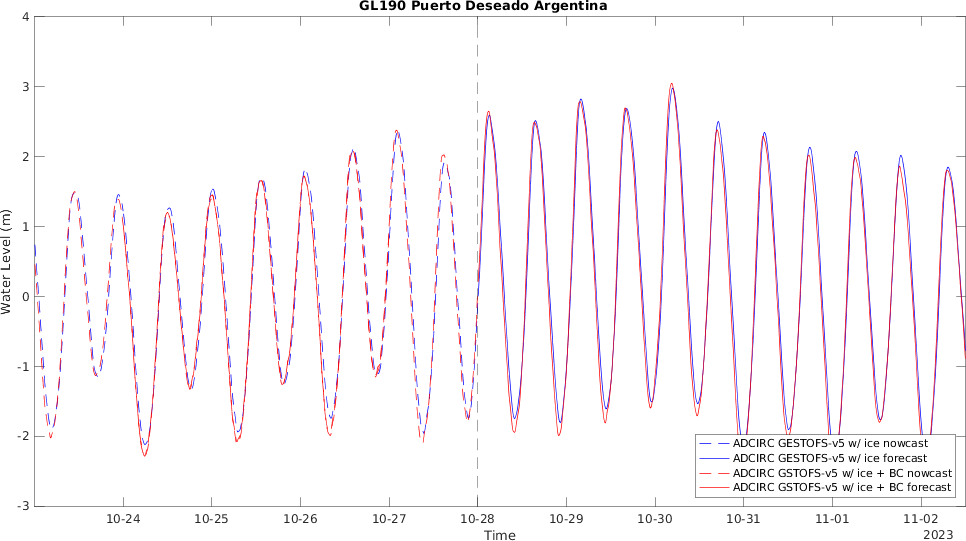 GL190 Puerto Deseado Argentina
4
3
2
1
0
-1
-2
-3
Water Level (m)
10-24 10-25 10-26 10-27 10-28 10-29 10-30 10-31 11-01 11-02
Time
2023
ADCIRC GESTOFS-v5 w/ ice nowcast
ADCIRC GESTOFS-v5 w/ ice forecast
ADCIRC GSTOFS-v5 w/ ice + BC nowcast
ADCIRC GSTOFS-v5 w/ ice + BC forecast